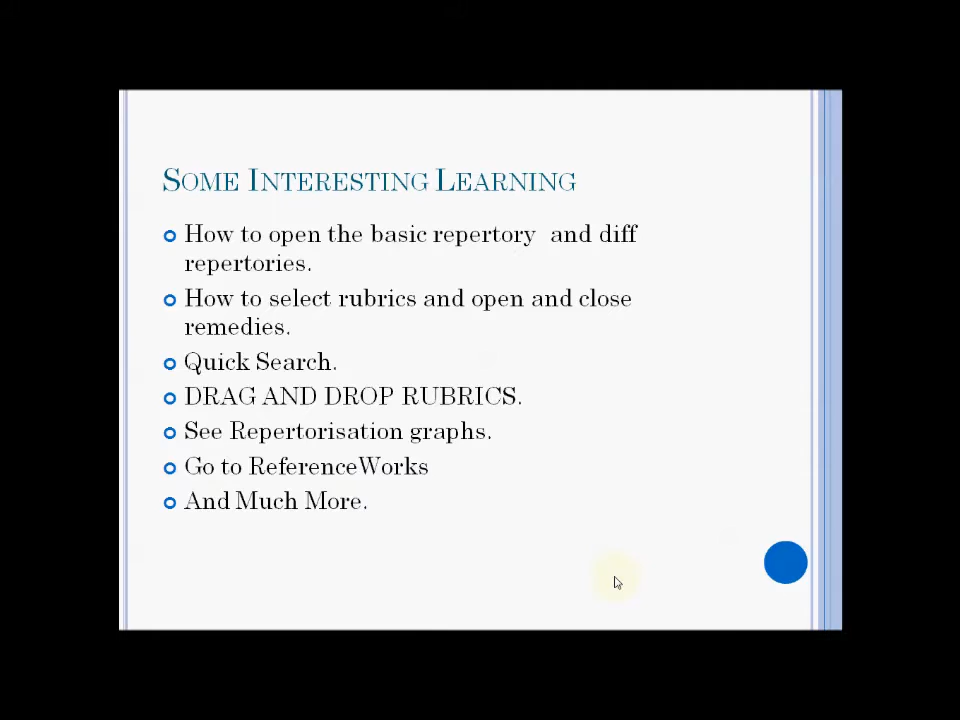 SOME INTERESTING LEARNING
How to open the basic repertory  and diff
repertories.
How to select rubrics and open and close
remedies.
Quick Search.
DRAG AND DROP RUBRICS.
See Repertorisation graphs.
Go to ReferenceWorks
And Much More.